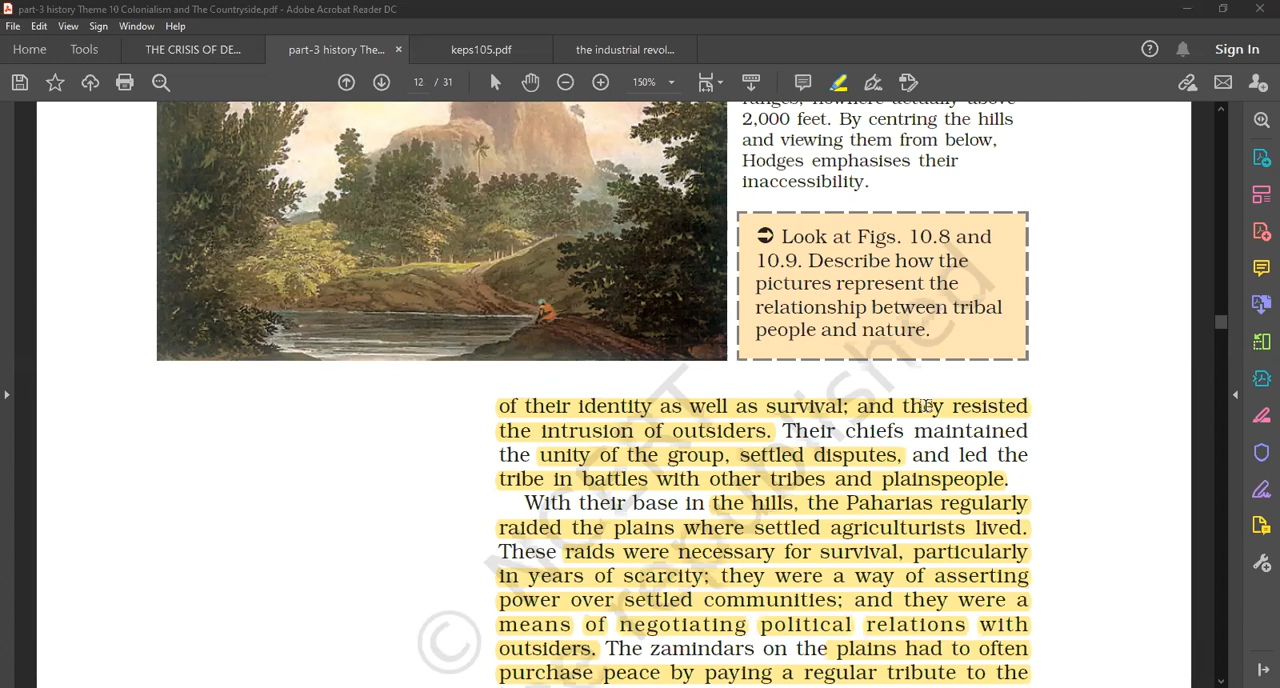 part-3 history Theme 10 Colonialism and The Countryside.pdf - Adobe Acrobat Reader DC
File Edit View Sign Window Help
Home Tools THE CRISIS OF DE... part-3 history The... × keps105.pdf the industrial revol... Sign In
12 / 31 150%
ranges, nowhere actually above
2,000 feet. By centring the hills
and viewing them from below,
Hodges emphasises their
inaccessibility.
➲ Look at Figs. 10.8 and
10.9. Describe how the
pictures represent the
relationship between tribal
people and nature.
of their identity as well as survival; and they resisted
the intrusion of outsiders. Their chiefs maintained
the unity of the group, settled disputes, and led the
tribe in battles with other tribes and plainspeople.
With their base in the hills, the Paharias regularly
raided the plains where settled agriculturists lived.
These raids were necessary for survival, particularly
in years of scarcity; they were a way of asserting
power over settled communities; and they were a
means of negotiating political relations with
outsiders. The zamindars on the plains had to often
purchase peace by paying a regular tribute to the
© NCERT
republished